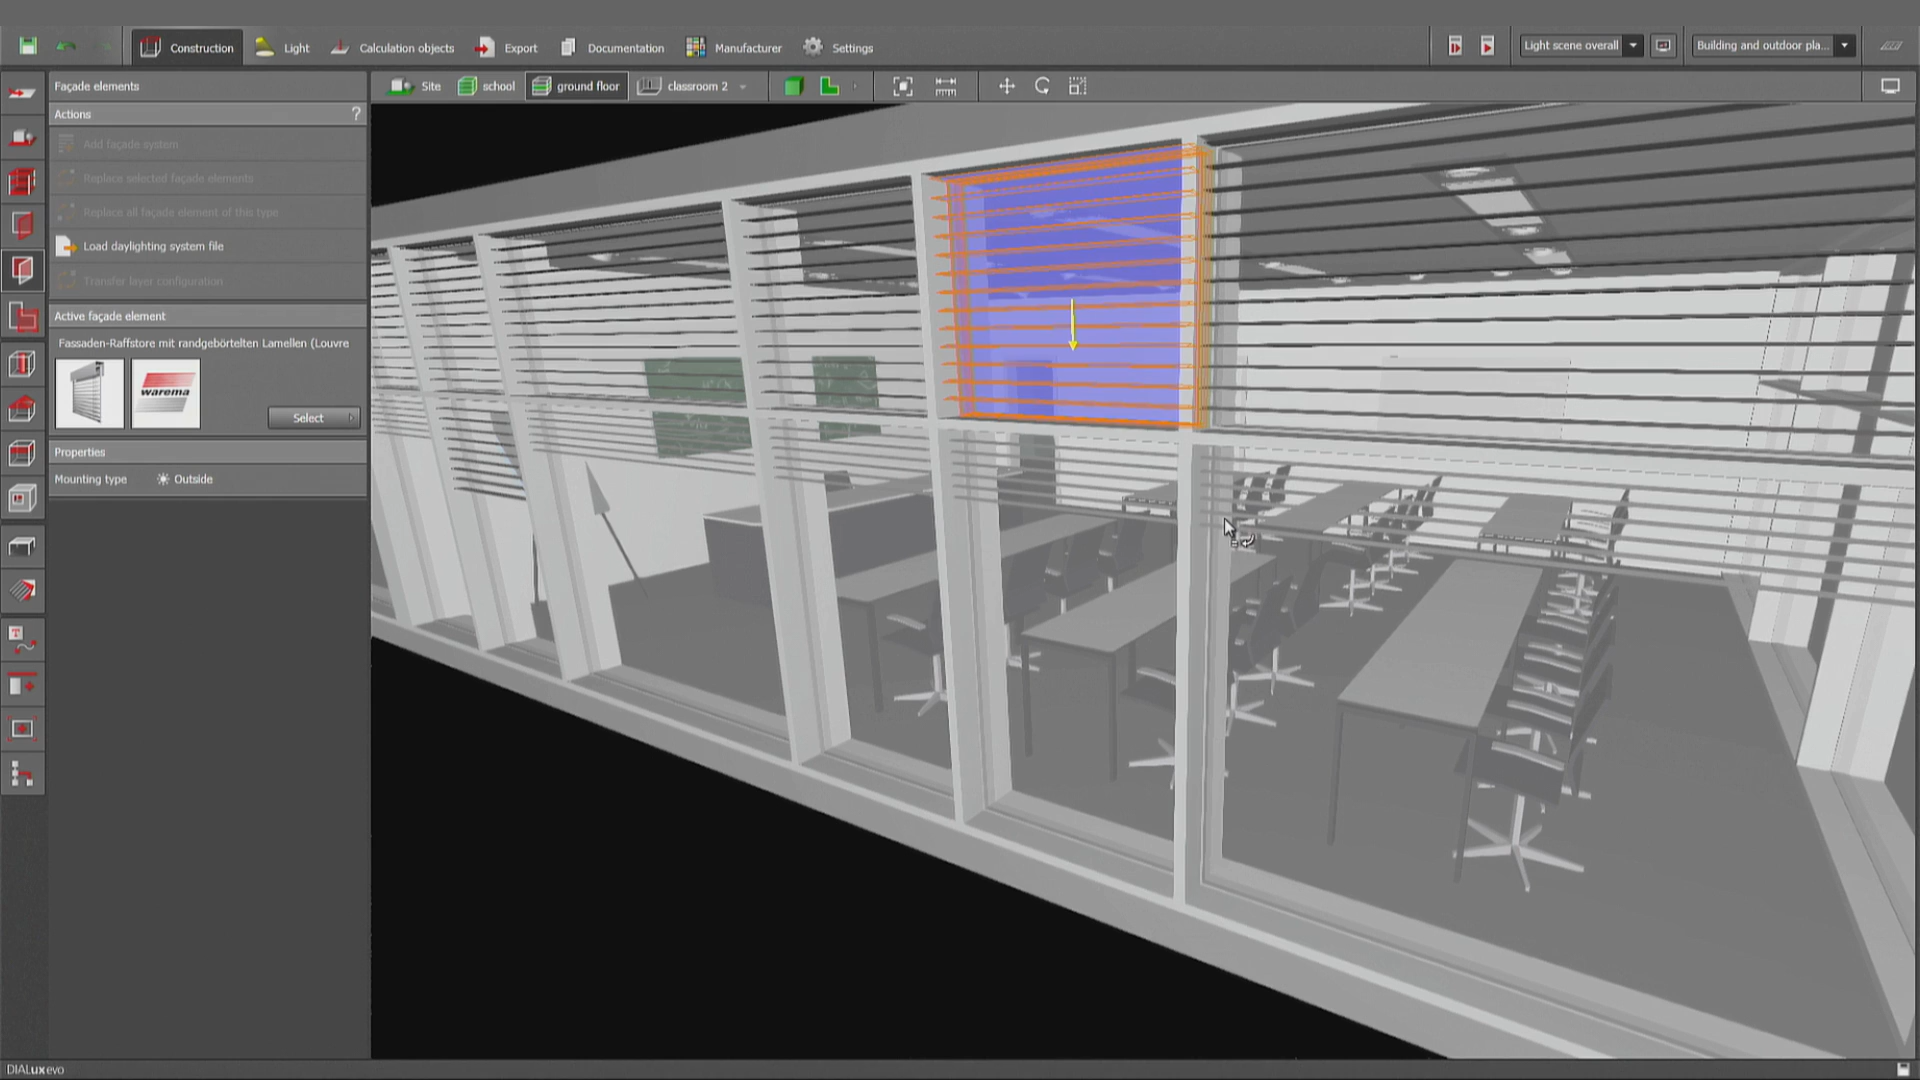 Construction
Light
Calculation objects
Export
Documentation
Manufacturer
Settings
Light scene overall
Building and outdoor pla...
Façade elements
Site
school
ground floor
classroom 2
Actions
?
Add façade system
Replace selected façade elements
Replace all façade element of this type
Load daylighting system file
Transfer layer configuration
Active façade element
Fassaden-Raffstore mit randgebörtelten Lamellen (Louvre
warema
Select
Properties
Mounting type
Outside
DIALux evo